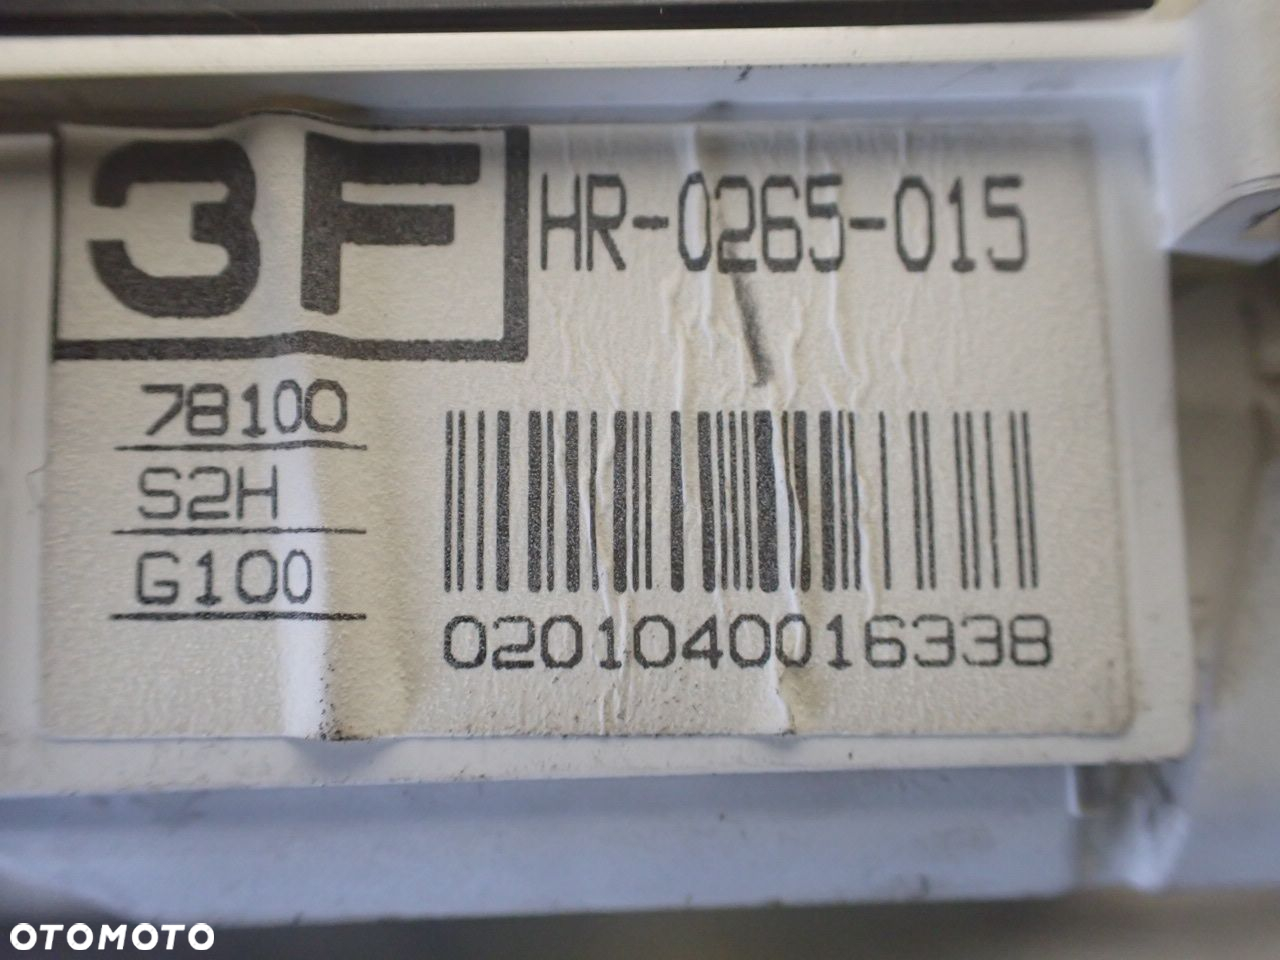 3F
HR-0265-015
78100
S2H
G100
0201040016338
OTOMOTO